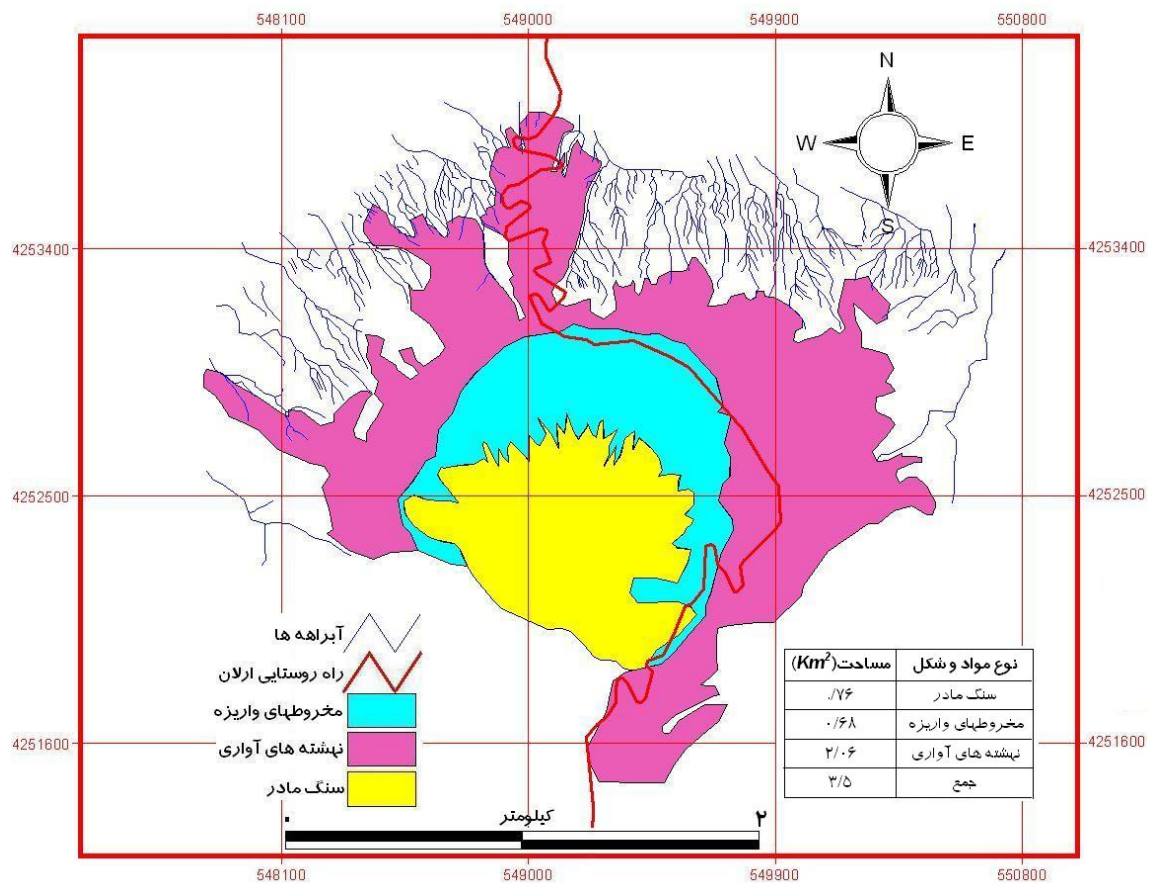 548100 549000 549900 550800
N
W E
S
4253400 4253400
4252500 4252500
آبراهه ها
راه روستایی ارلان
مخروطهای واریزه
نهشته های آواری
سنگ مادر
نوع مواد و شکل مساحت(Km²)
سنگ مادر ./۷۶
مخروطهای واریزه ۰/۶۸
نهشته های آواری ۲/۰۶
جمع ۳/۵
4251600 4251600
۰ کیلومتر ۲
548100 549000 549900 550800